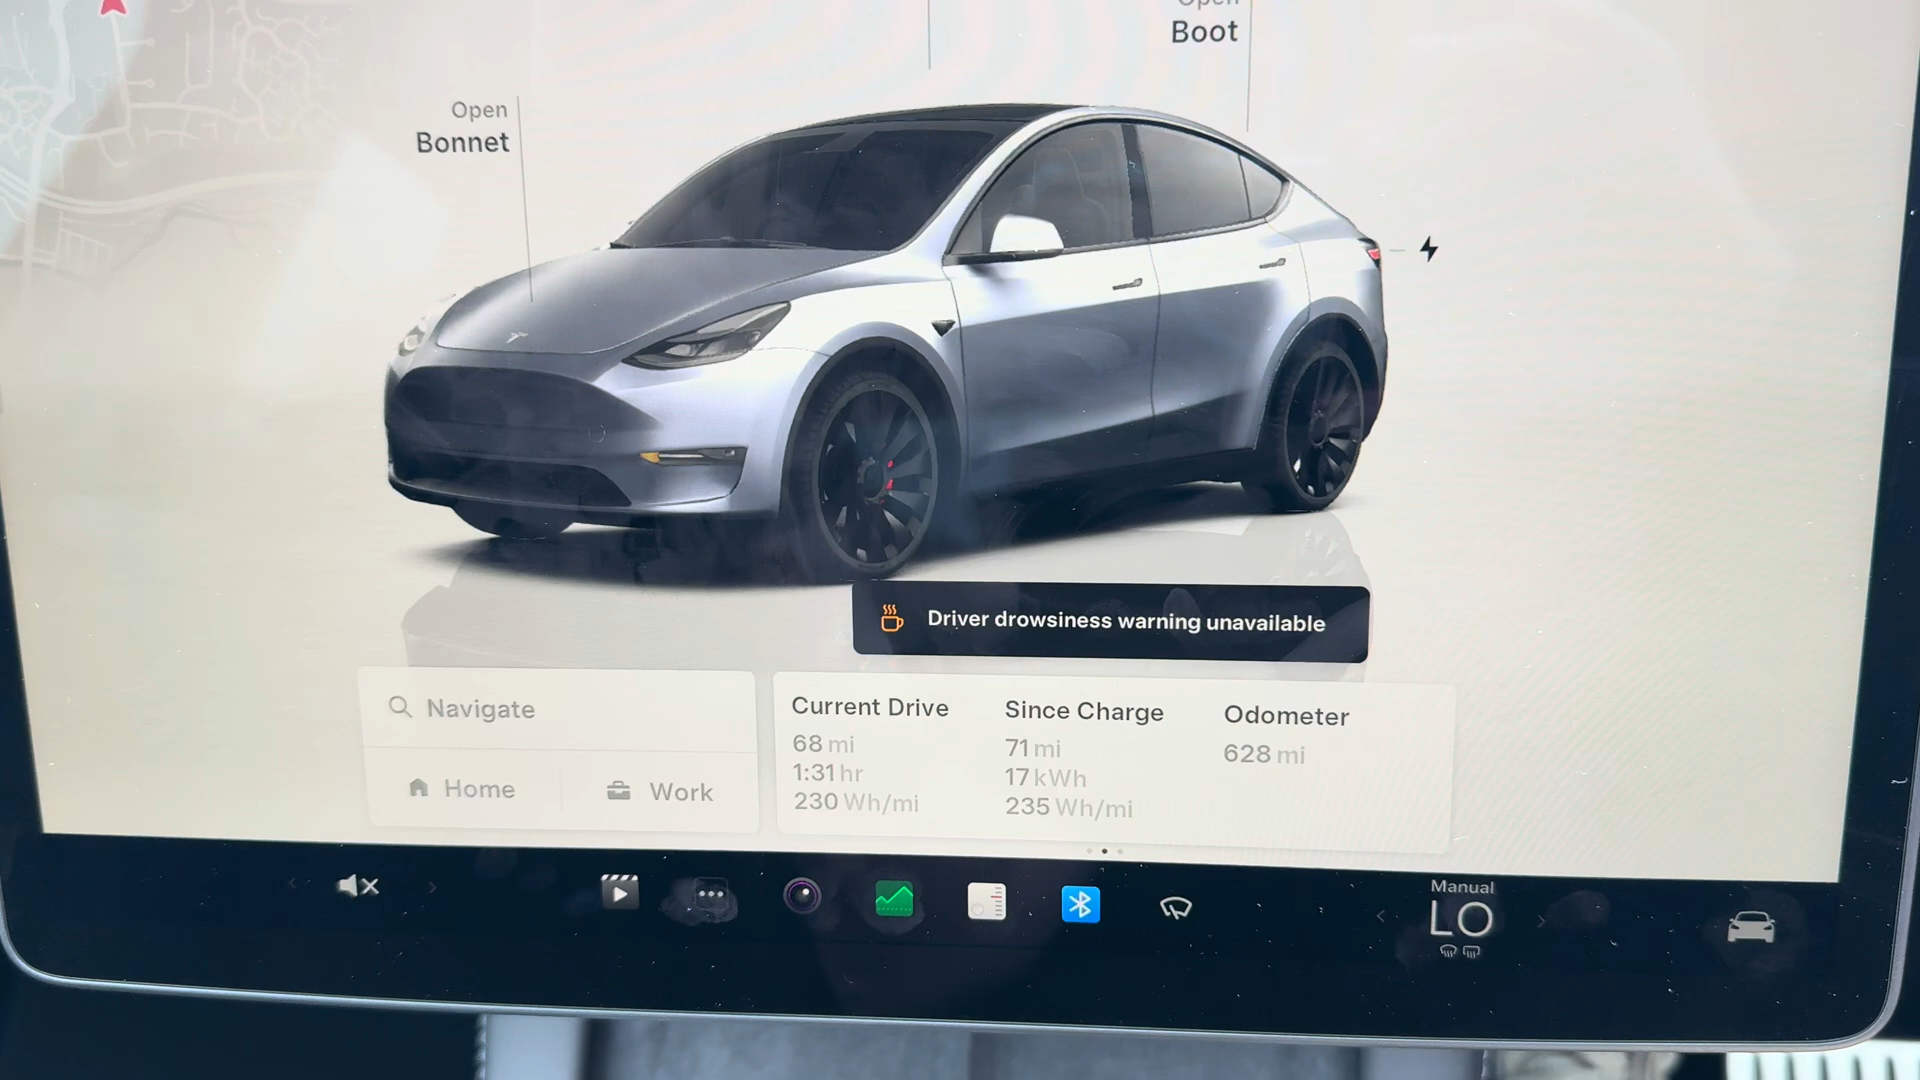 Open
Boot
Open
Bonnet
Driver drowsiness warning unavailable
Navigate
Home
Work
Current Drive
68 mi
1:31 hr
230 Wh/mi
Since Charge
71 mi
17 kWh
235 Wh/mi
Odometer
628 mi
Manual
LO